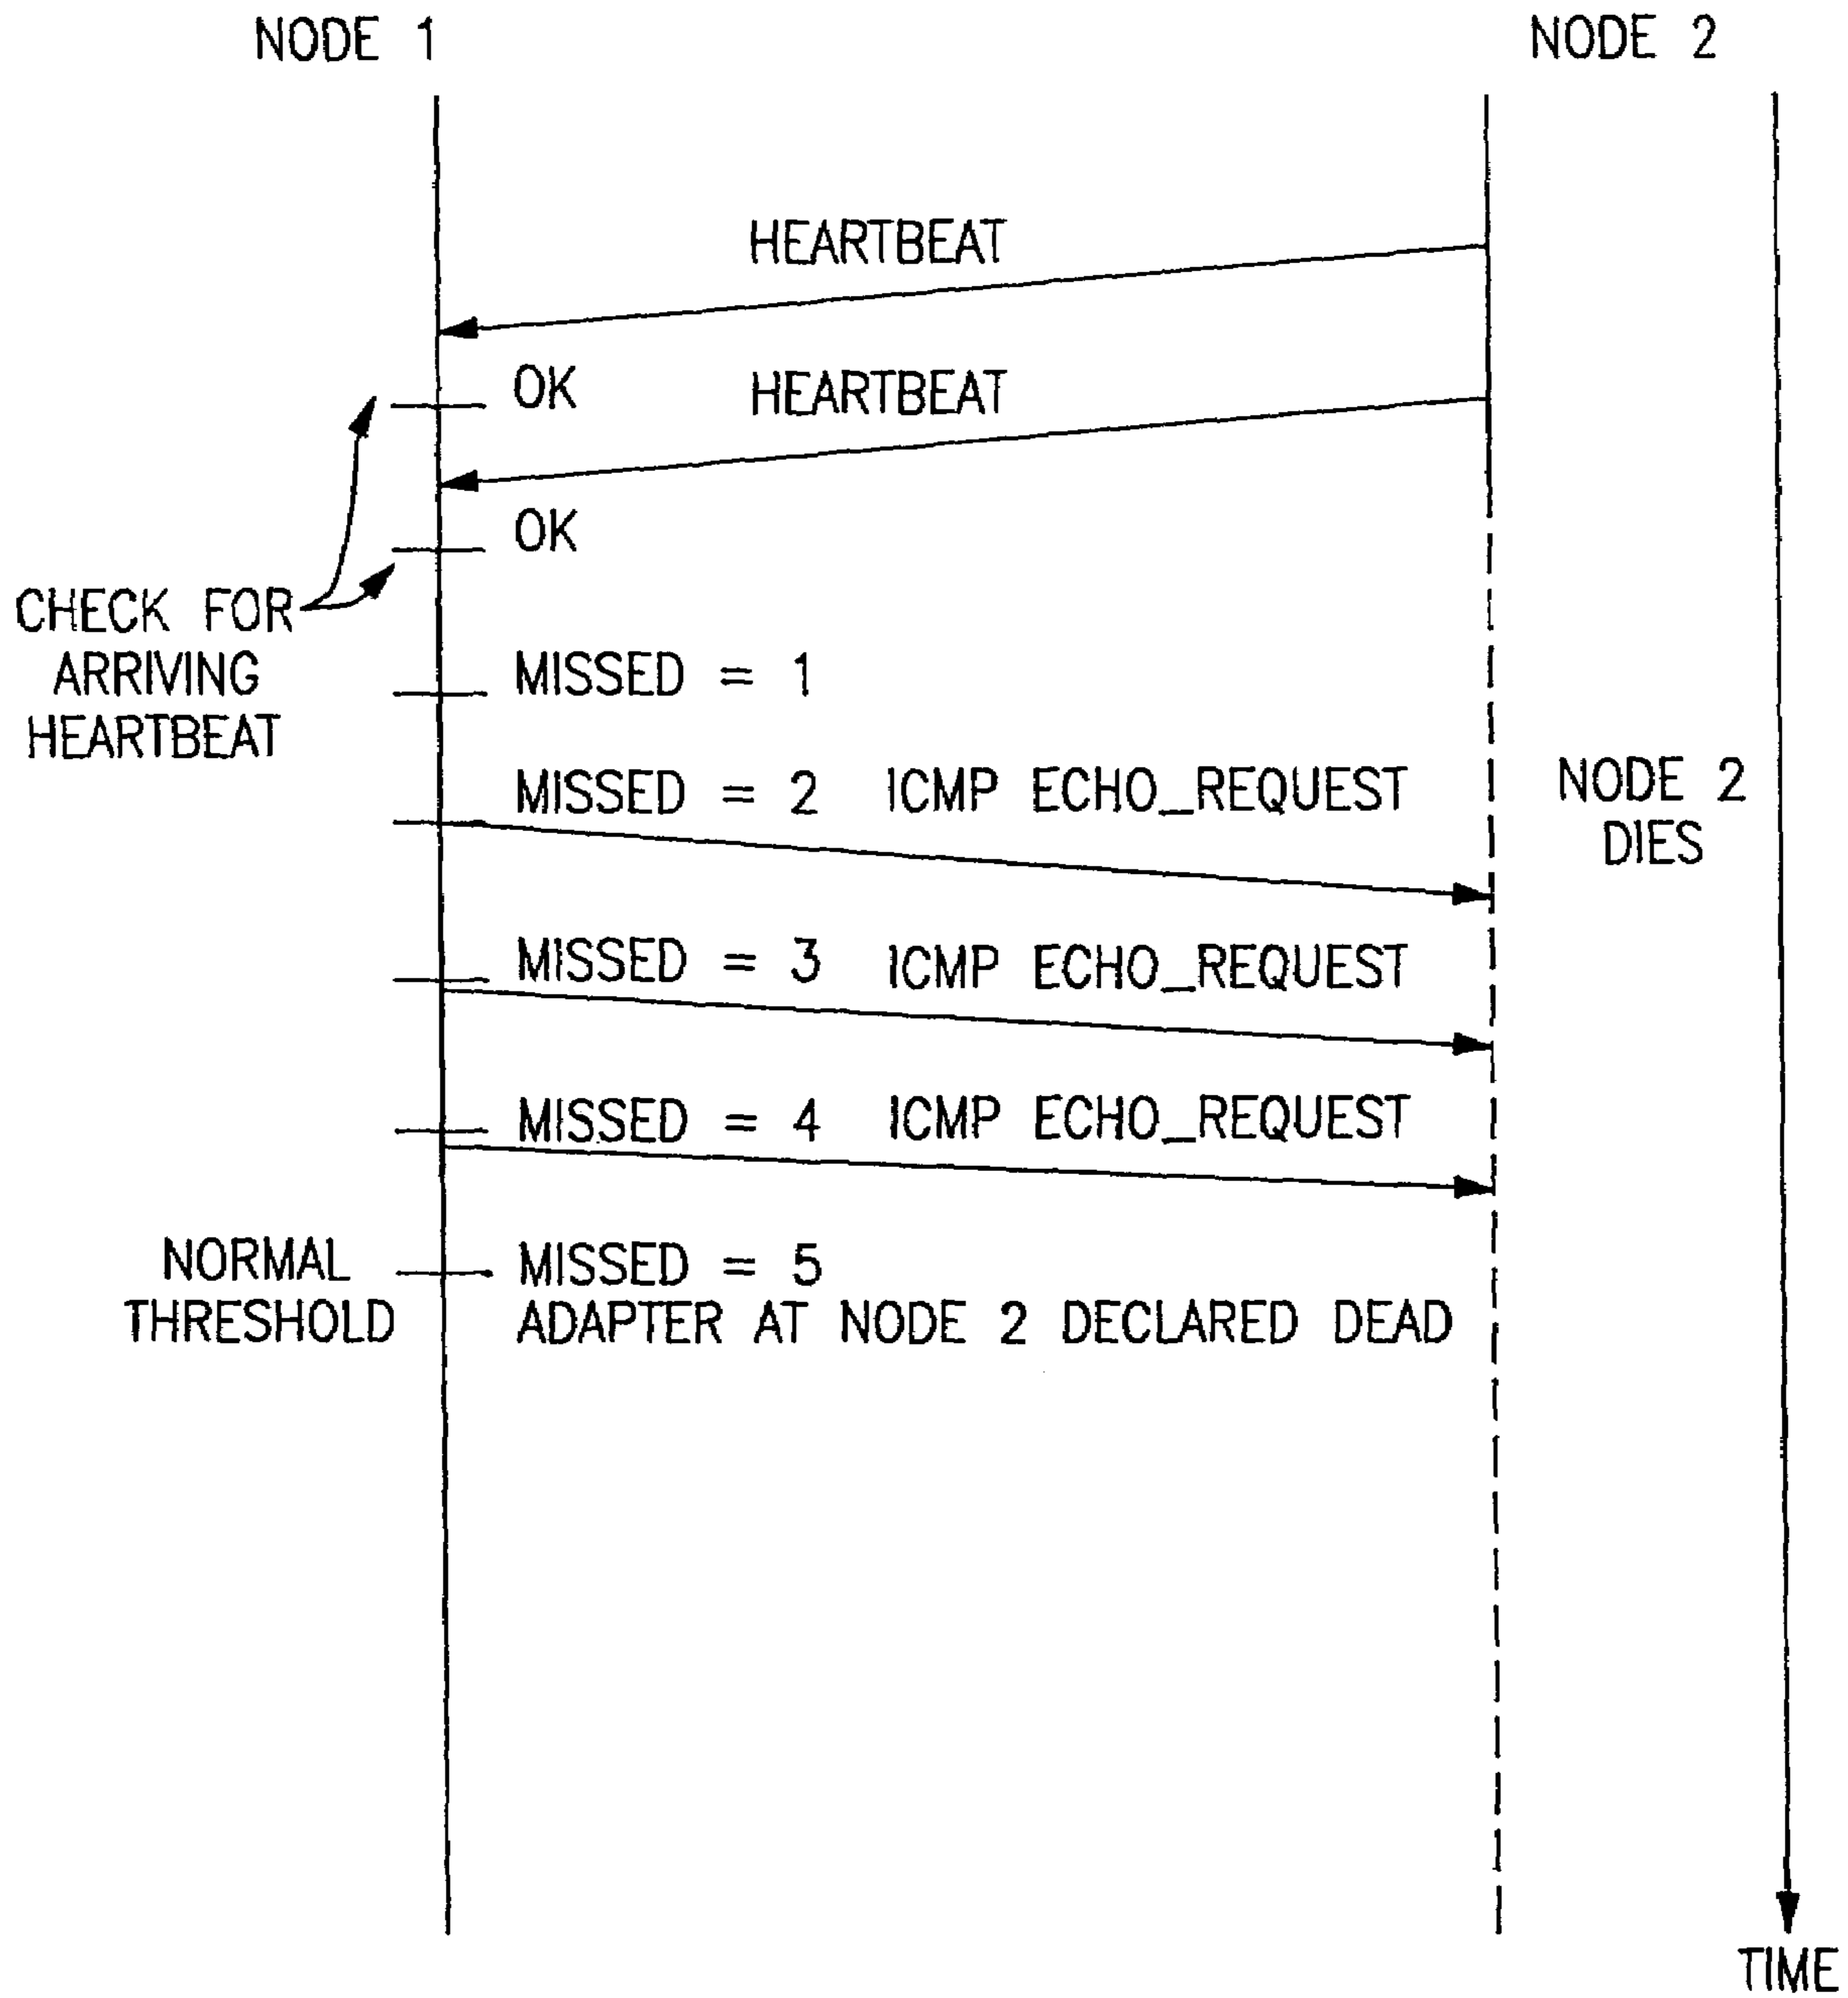 NODE 1
NODE 2
HEARTBEAT
OK
HEARTBEAT
OK
CHECK FOR
ARRIVING
HEARTBEAT
MISSED = 1
MISSED = 2 ICMP ECHO_REQUEST
NODE 2
DIES
MISSED = 3 ICMP ECHO_REQUEST
MISSED = 4 ICMP ECHO_REQUEST
NORMAL
THRESHOLD
MISSED = 5
ADAPTER AT NODE 2 DECLARED DEAD
TIME